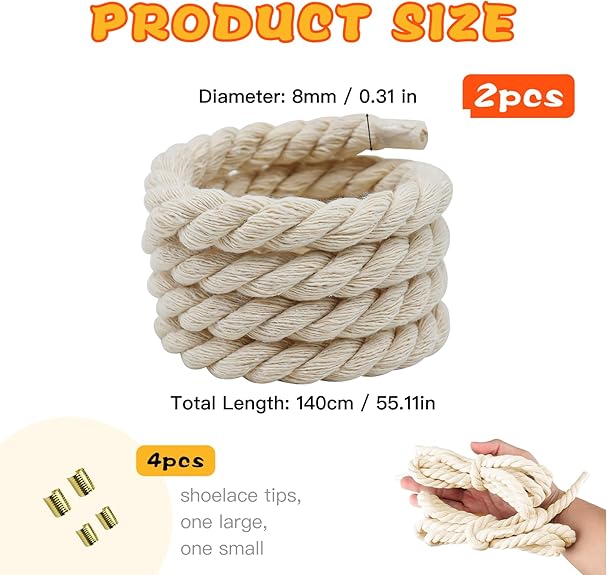 PRODUCT SIZE
Diameter: 8mm / 0.31 in
2pcs
Total Length: 140cm / 55.11in
4pcs
shoelace tips,
one large,
one small